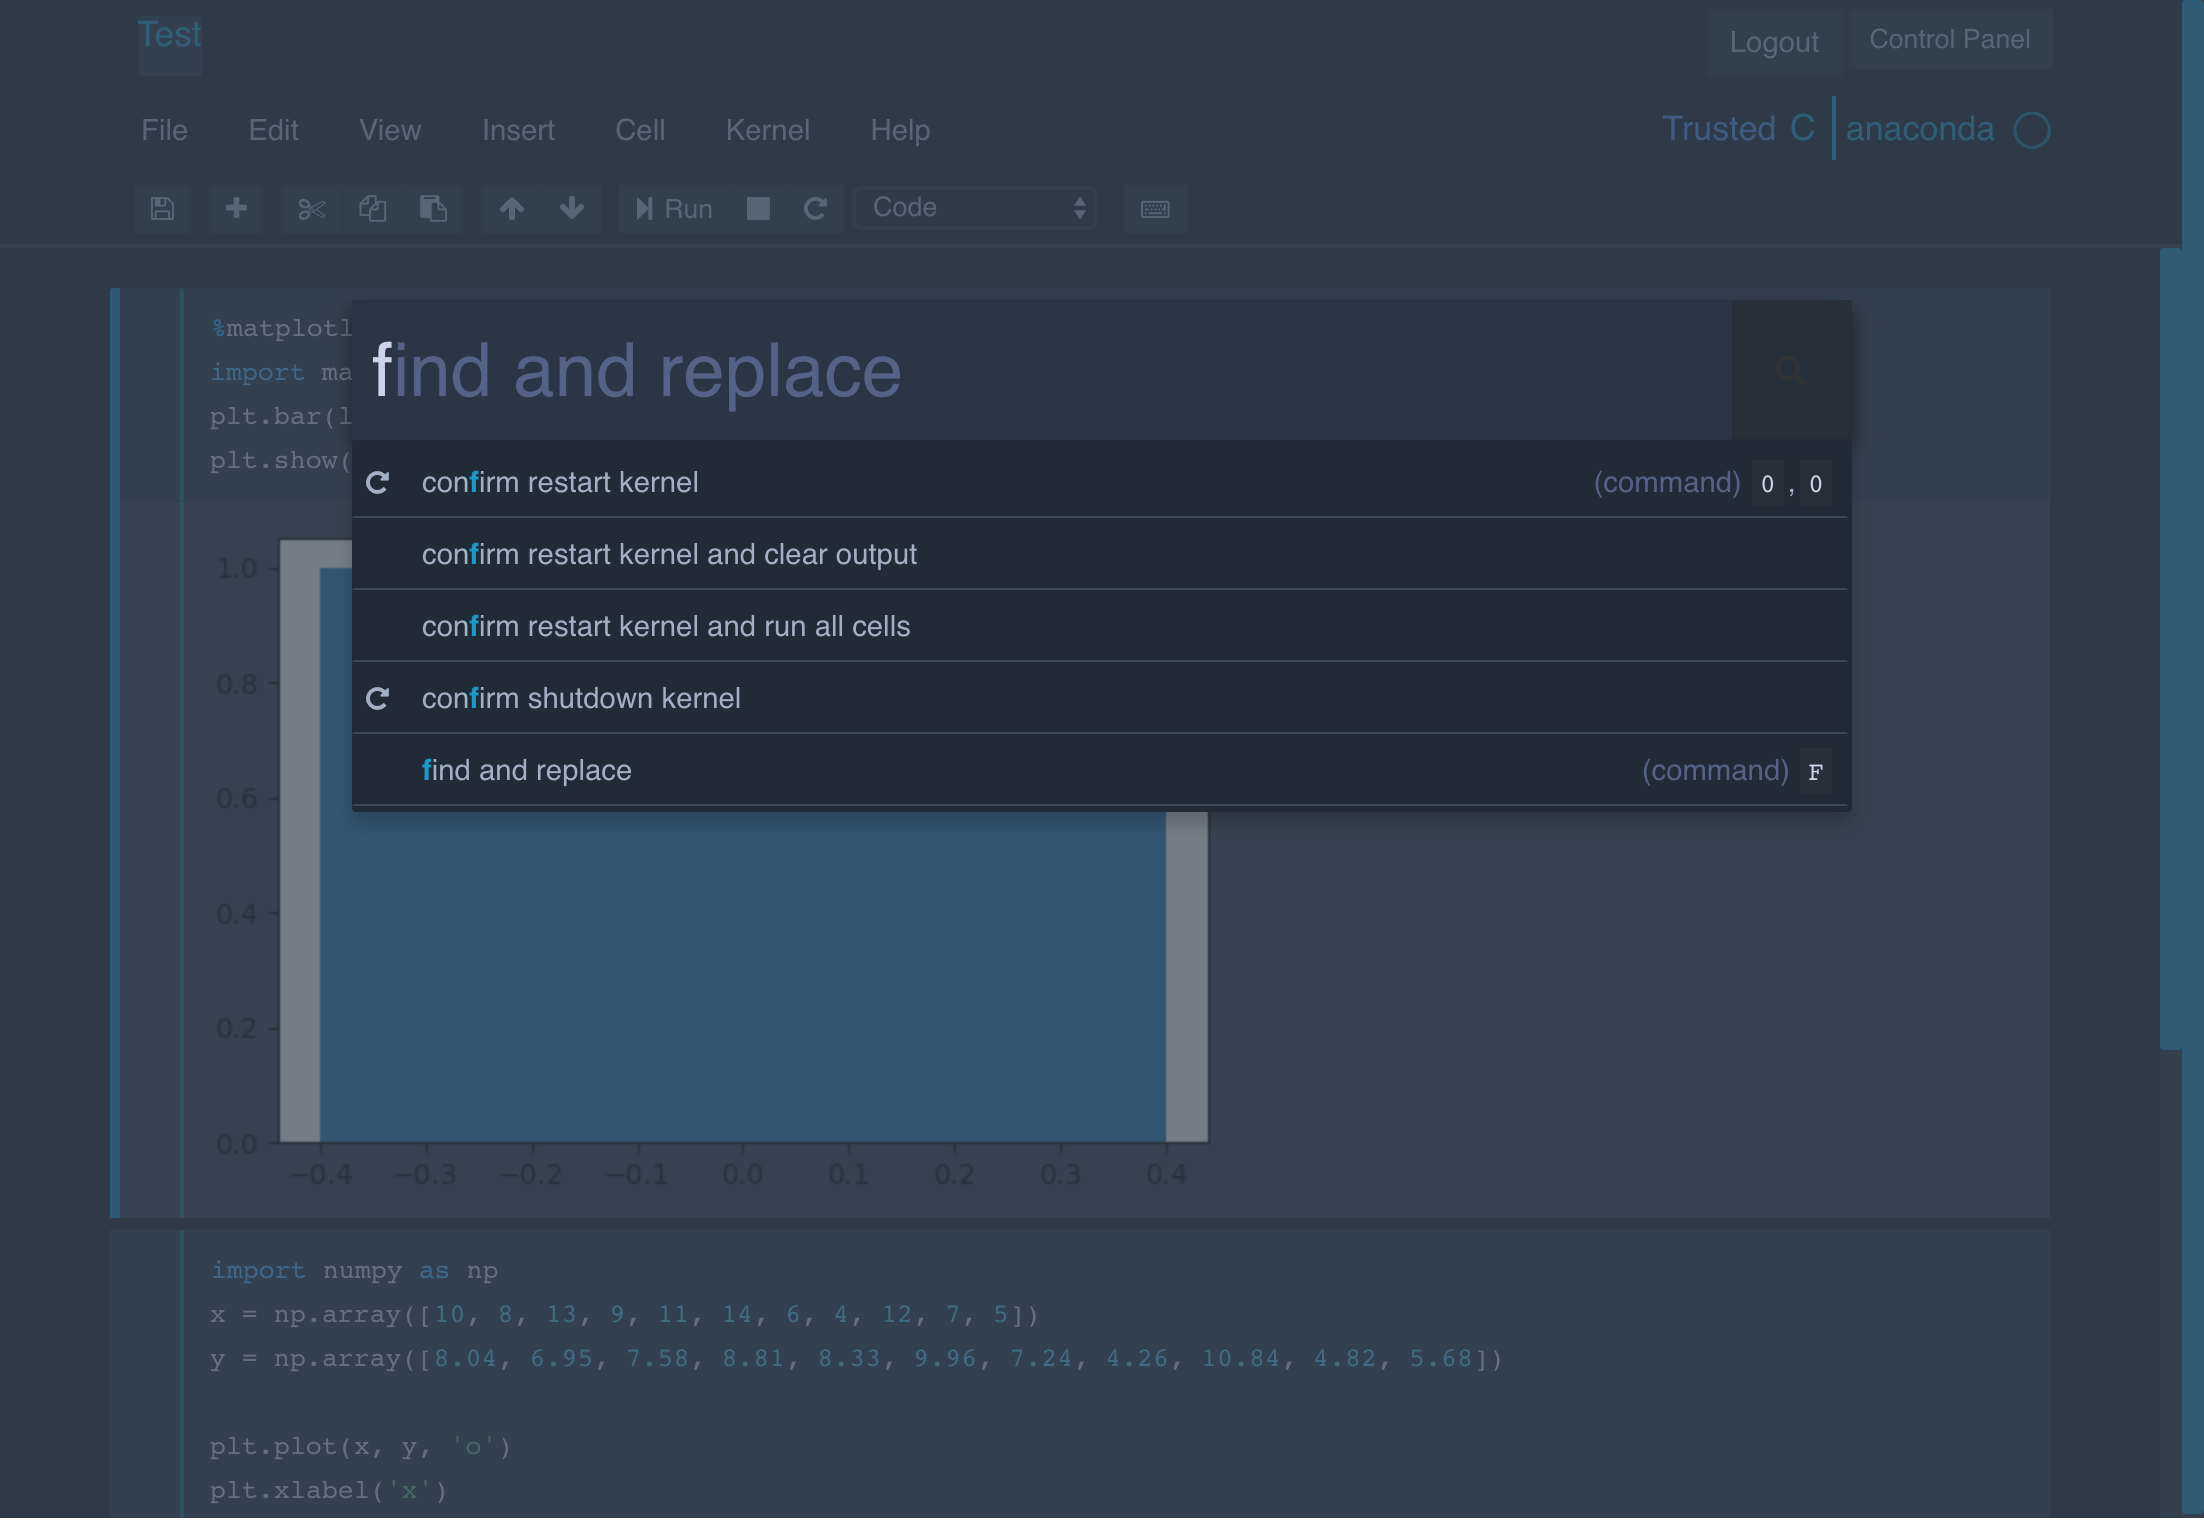 Test
Logout
Control Panel
File Edit View Insert Cell Kernel Help
Trusted C anaconda
Run
Code
%matplotl
import ma
plt.bar(l
plt.show(
find and replace
confirm restart kernel (command) 0 , 0
confirm restart kernel and clear output
confirm restart kernel and run all cells
confirm shutdown kernel
find and replace (command) F
1.0
0.8
0.6
0.4
0.2
0.0
−0.4 −0.3 −0.2 −0.1 0.0 0.1 0.2 0.3 0.4
import numpy as np
x = np.array([10, 8, 13, 9, 11, 14, 6, 4, 12, 7, 5])
y = np.array([8.04, 6.95, 7.58, 8.81, 8.33, 9.96, 7.24, 4.26, 10.84, 4.82, 5.68])
plt.plot(x, y, 'o')
plt.xlabel('x')